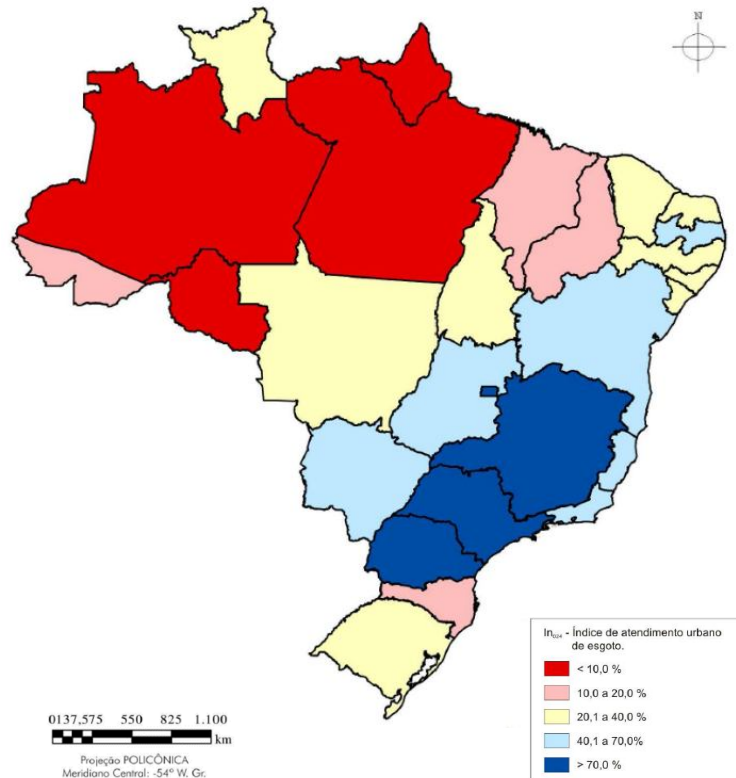 N
In₀₂₄ - Índice de atendimento urbano
de esgoto.
< 10,0 %
10,0 a 20,0 %
20,1 a 40,0 %
40,1 a 70,0%
> 70,0 %
0137,575 550 825 1.100
km
Projeção POLICÔNICA
Meridiano Central: -54º W. Gr.